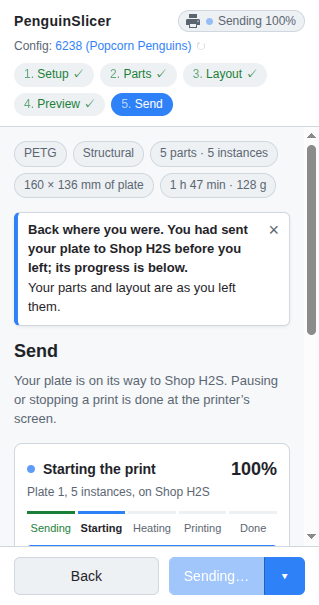 PenguinSlicer
Sending 100%
Config: 6238 (Popcorn Penguins)
1. Setup ✓
2. Parts ✓
3. Layout ✓
4. Preview ✓
5. Send
PETG
Structural
5 parts · 5 instances
160 × 136 mm of plate
1 h 47 min · 128 g
Back where you were. You had sent
your plate to Shop H2S before you
left; its progress is below.
Your parts and layout are as you left
them.
×
Send
Your plate is on its way to Shop H2S. Pausing
or stopping a print is done at the printer’s
screen.
Starting the print
100%
Plate 1, 5 instances, on Shop H2S
Sending
Starting
Heating
Printing
Done
Back
Sending…
▼